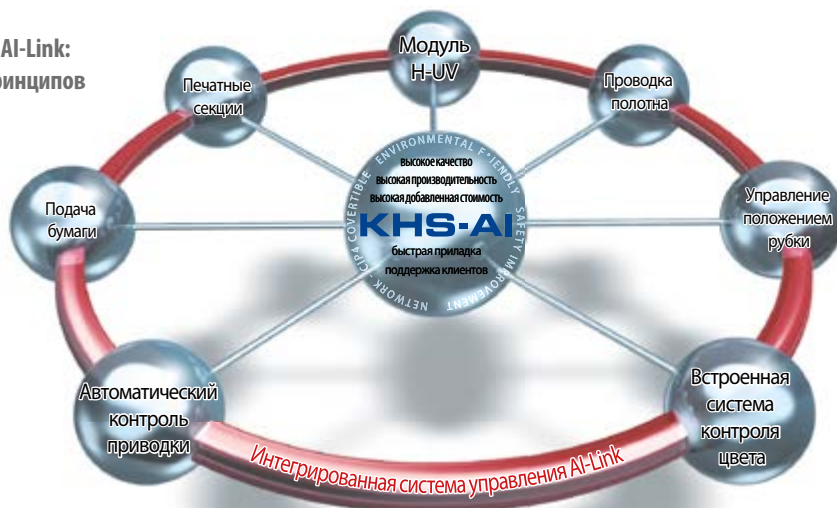 AI-Link:
ринципов
Модуль
H-UV
Печатные
секции
Проводка
полотна
Подача
бумаги
Управление
положением
рубки
NETWORK - CIP4 COVERTIBLE ENVIRONMENTAL FRIENDLY SAFETY IMPROVEMENT
высокое качество
высокая производительность
высокая добавленная стоимость
KHS-AI
быстрая приладка
поддержка клиентов
Автоматический
контроль
приводки
Встроенная
система
контроля
цвета
Интегрированная система управления AI-Link